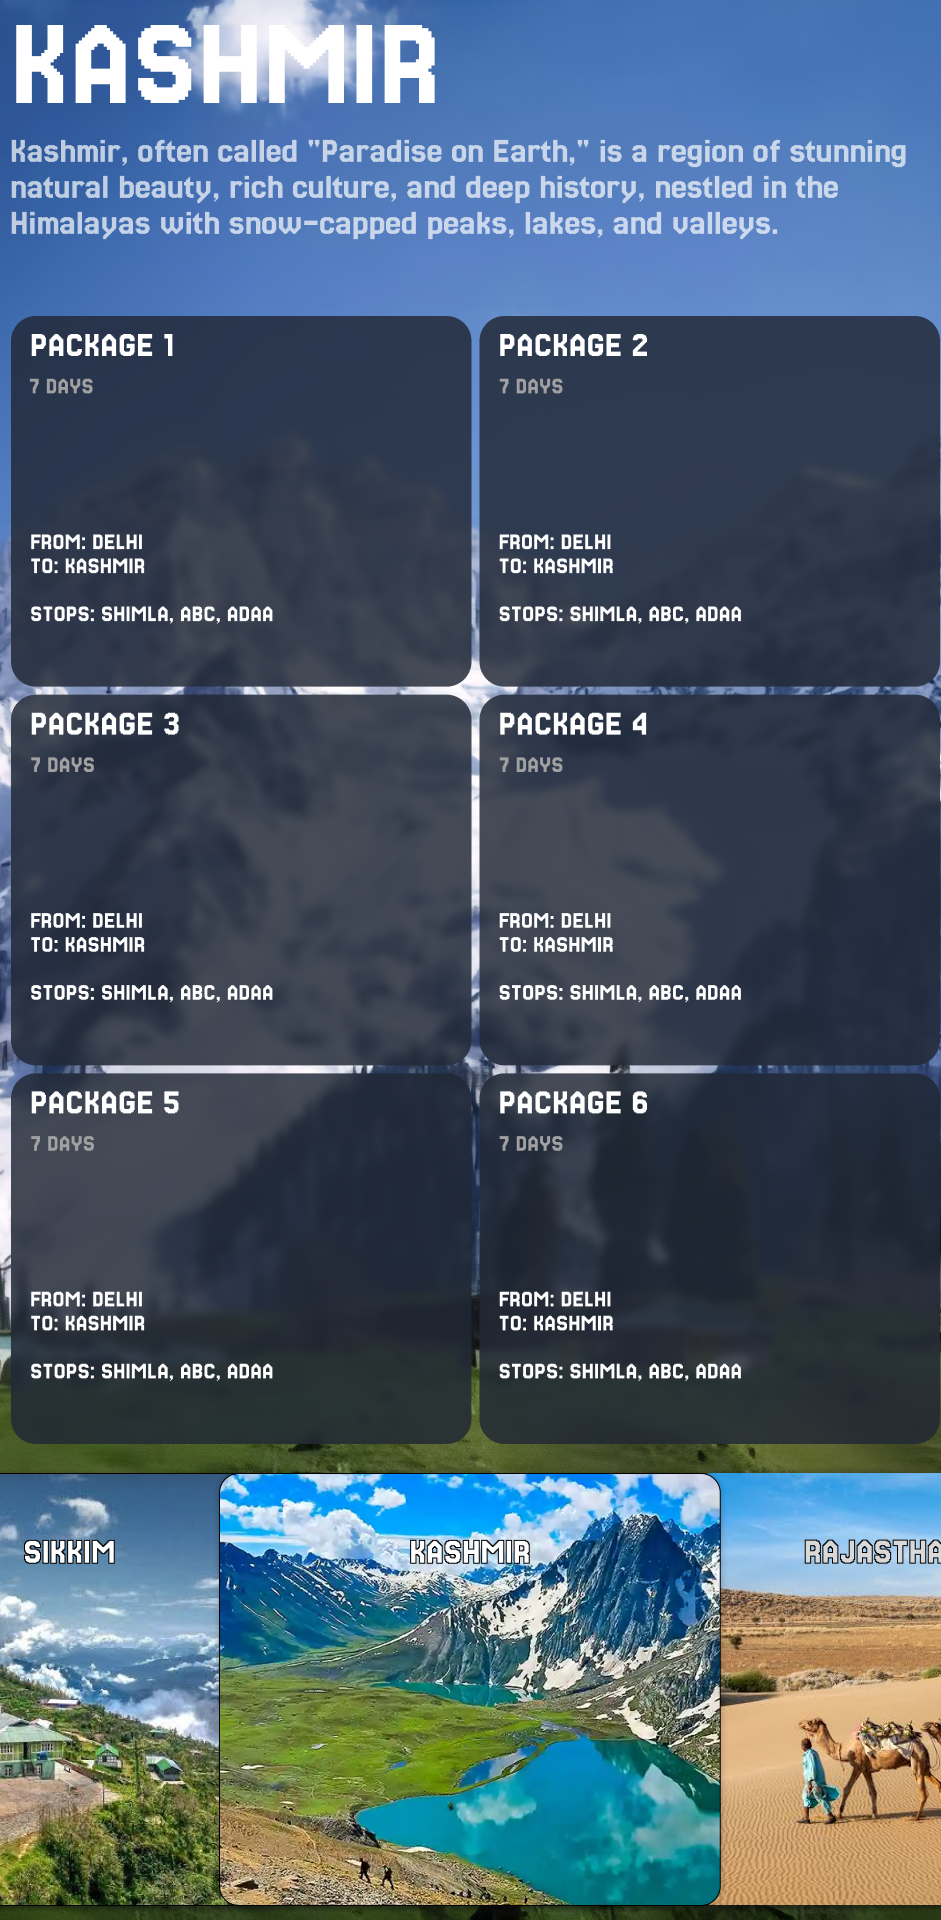 KASHMIR
Kashmir, often called "Paradise on Earth," is a region of stunning
natural beauty, rich culture, and deep history, nestled in the
Himalayas with snow-capped peaks, lakes, and valleys.
PACKAGE 1
7 DAYS
FROM: DELHI
TO: KASHMIR
STOPS: SHIMLA, ABC, ADAA
PACKAGE 2
7 DAYS
FROM: DELHI
TO: KASHMIR
STOPS: SHIMLA, ABC, ADAA
PACKAGE 3
7 DAYS
FROM: DELHI
TO: KASHMIR
STOPS: SHIMLA, ABC, ADAA
PACKAGE 4
7 DAYS
FROM: DELHI
TO: KASHMIR
STOPS: SHIMLA, ABC, ADAA
PACKAGE 5
7 DAYS
FROM: DELHI
TO: KASHMIR
STOPS: SHIMLA, ABC, ADAA
PACKAGE 6
7 DAYS
FROM: DELHI
TO: KASHMIR
STOPS: SHIMLA, ABC, ADAA
SIKKIM
KASHMIR
RAJASTHA